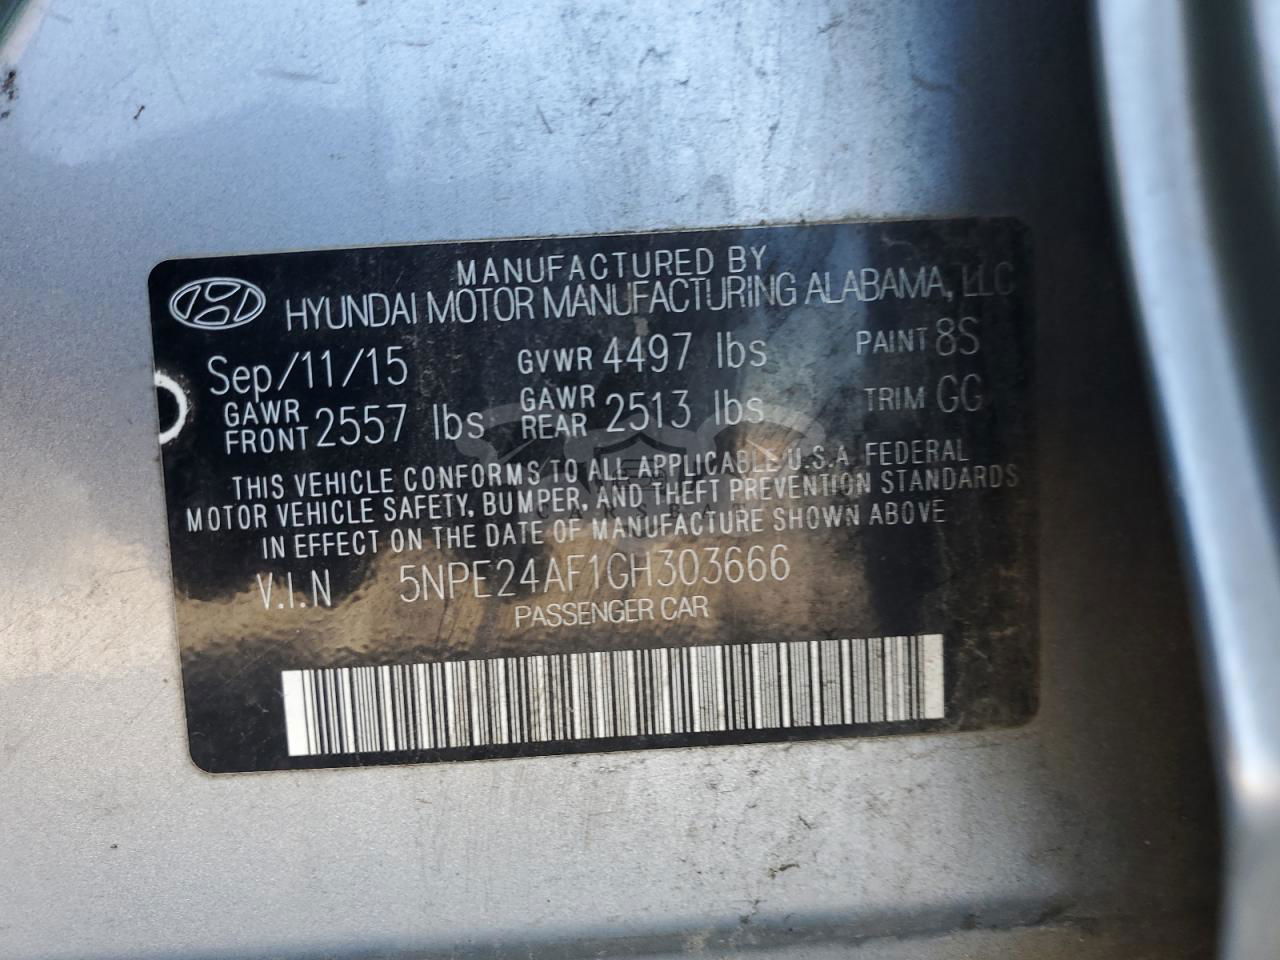 MANUFACTURED BY
HYUNDAI MOTOR MANUFACTURING ALABAMA, LLC
Sep/11/15 GVWR 4497 lbs PAINT 8S
GAWR FRONT 2557 lbs GAWR REAR 2513 lbs TRIM GG
THIS VEHICLE CONFORMS TO ALL APPLICABLE U.S.A. FEDERAL
MOTOR VEHICLE SAFETY, BUMPER, AND THEFT PREVENTION STANDARDS
IN EFFECT ON THE DATE OF MANUFACTURE SHOWN ABOVE
V.I.N 5NPE24AF1GH303666
PASSENGER CAR